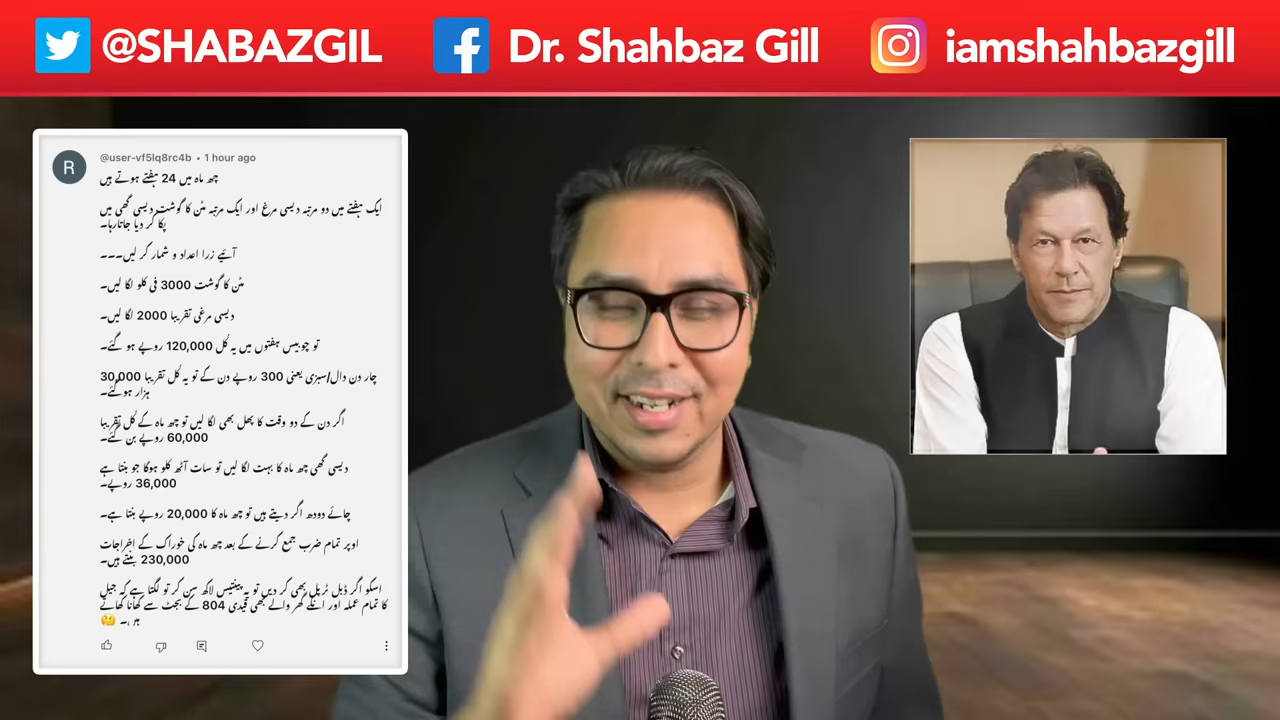 @SHABAZGIL
Dr. Shahbaz Gill
iamshahbazgill
R
@user-vf5lq8rc4b • 1 hour ago
چھ ماہ میں 24 ہفتے ہوتے ہیں
ایک ہفتے میں دو مرتبہ دیسی مرغ اور ایک مرتبہ مٹن کا گوشت دیسی گھی میں
پکا کر دیا جاتا رہا۔
آئیے زرا اعداد و شمار کر لیں۔۔۔
مٹن کا گوشت 3000 فی کلو لگا لیں۔
دیسی مرغی تقریبا 2000 لگا لیں۔
تو چوبیس ہفتوں میں یہ کل 120,000 روپے ہو گئے۔
چار دن دال/سبزی یعنی 300 روپے دن کے تو یہ کل تقریبا 30,000
ہزار ہوگئے۔
اگر دن کے دو وقت کا پھل بھی لگا لیں تو چھ ماہ کے کل تقریبا
60,000 روپے بن گئے۔
دیسی گھی چھ ماہ کا بہت لگا لیں تو سات آٹھ کلو ہوگا جو بنتا ہے
36,000 روپے۔
چائے دودھ اگر دیتے ہیں تو چھ ماہ کا 20,000 روپے بنتا ہے۔
اوپر تمام ضرب جمع کرنے کے بعد چھ ماہ کی خوراک کے اخراجات
230,000 بنتے ہیں۔
اسکو اگر ڈبل ٹرپل بھی کر دیں تو یہ پینتیس لاکھ سن کر تو لگتا ہے کہ جیل
کا تمام عملہ اور انکے گھر والے بھی قیدی 804 کے بجٹ سے کھانا کھاتے
ہیں۔ 🤔